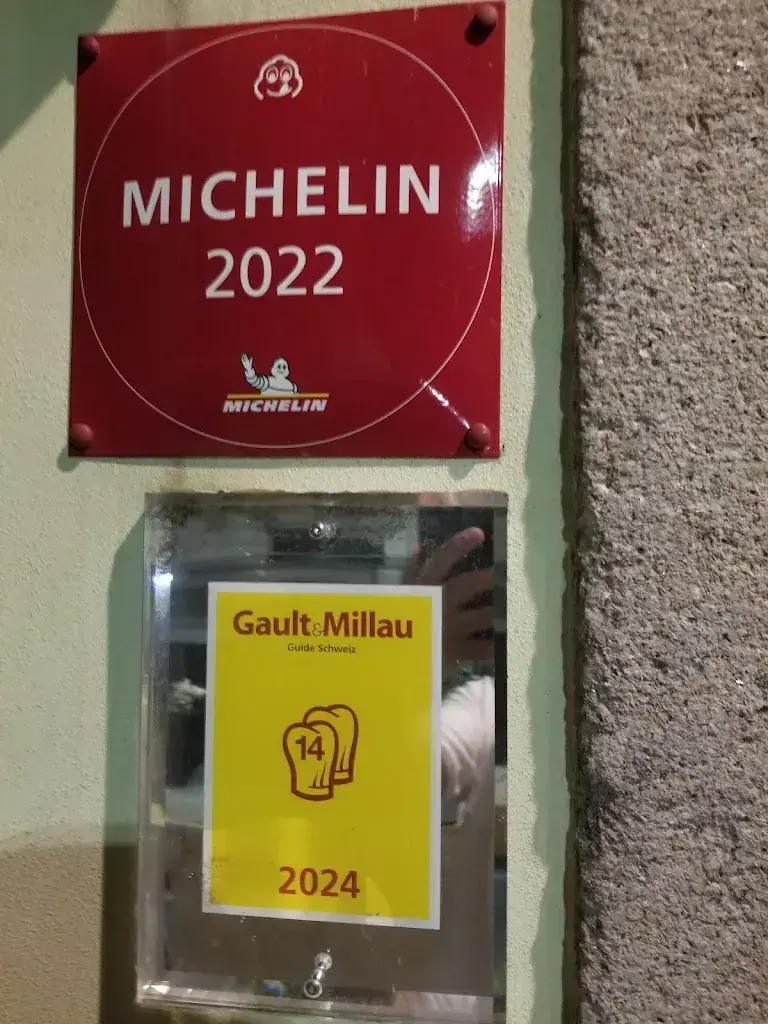 MICHELIN
2022
MICHELIN
Gault&Millau
Guide Schweiz
14
2024